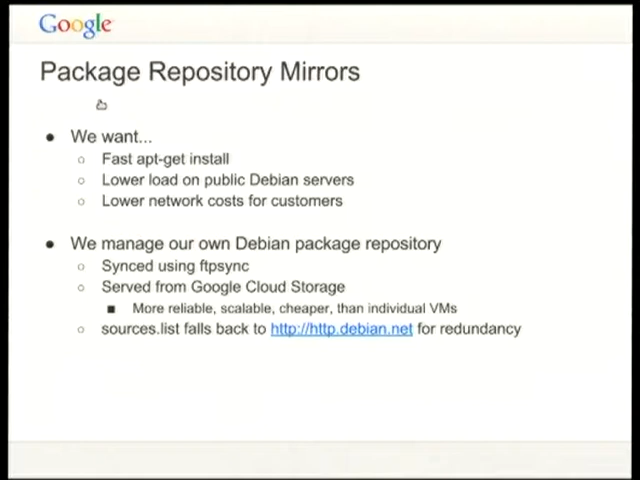 Google
Package Repository Mirrors
We want...
Fast apt-get install
Lower load on public Debian servers
Lower network costs for customers
We manage our own Debian package repository
Synced using ftpsync
Served from Google Cloud Storage
More reliable, scalable, cheaper, than individual VMs
sources.list falls back to http://http.debian.net for redundancy